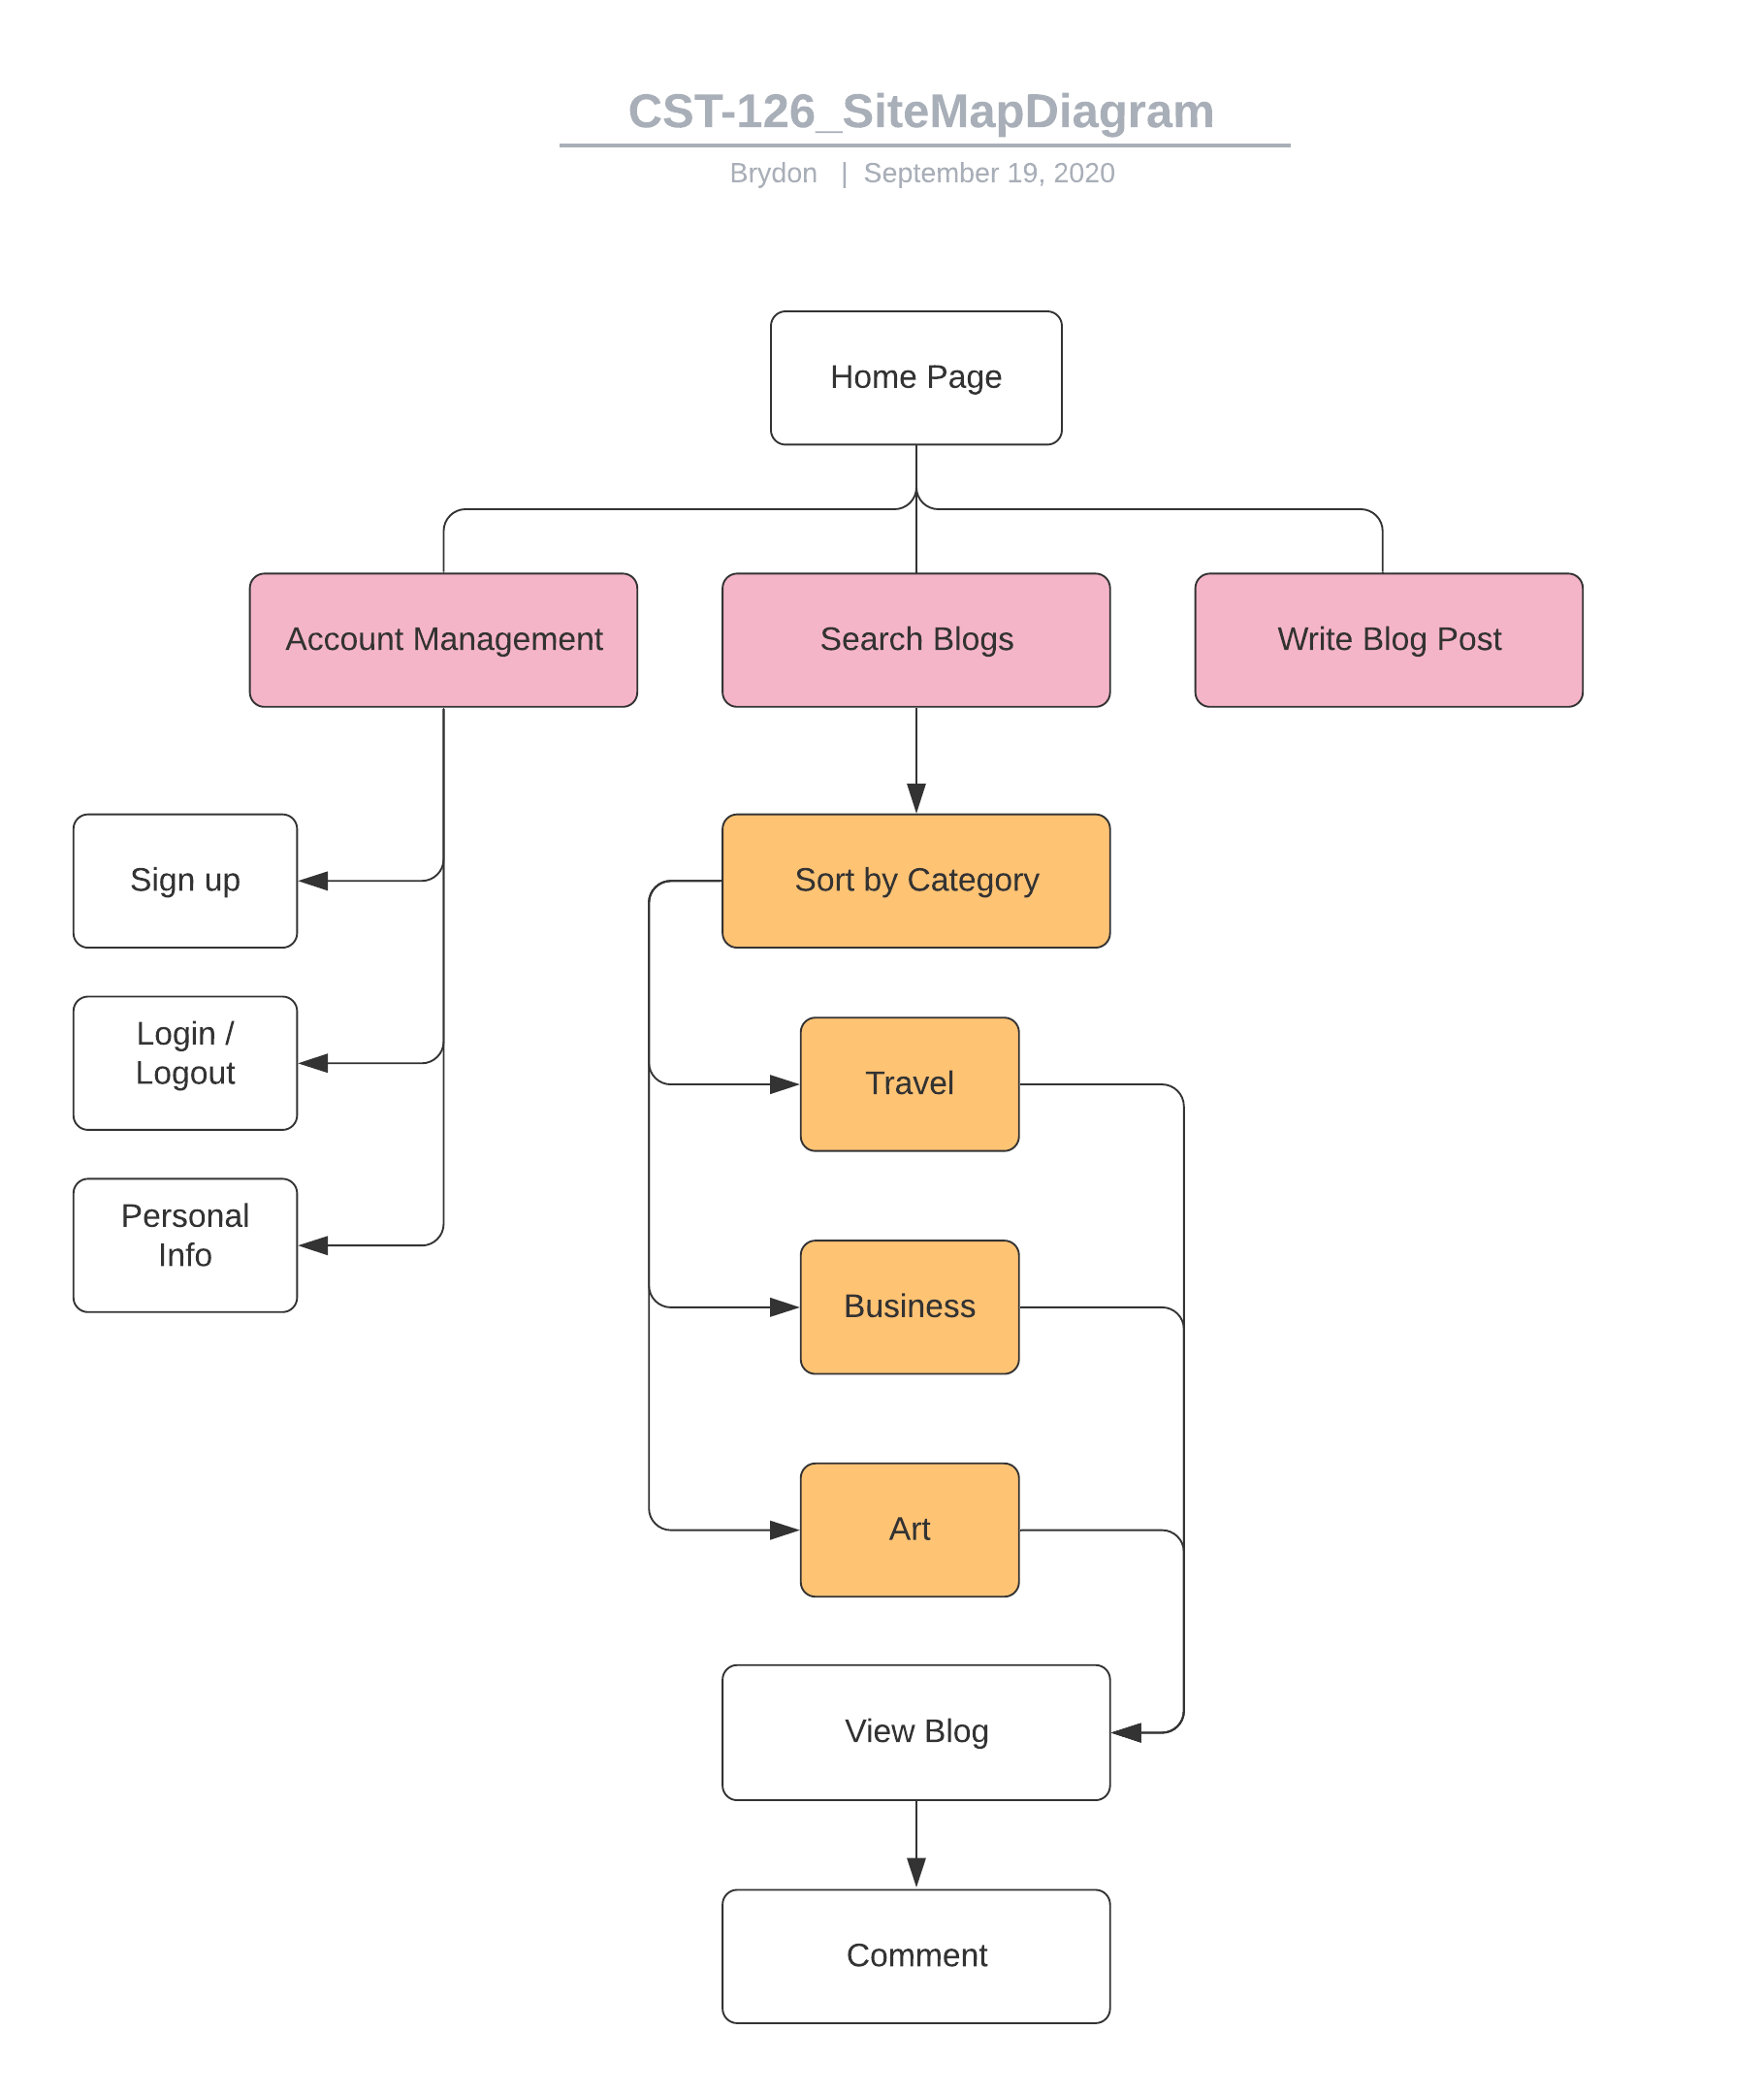 CST-126_SiteMapDiagram
Brydon | September 19, 2020
Home Page
Account Management
Search Blogs
Write Blog Post
Sign up
Login /
Logout
Personal
Info
Sort by Category
Travel
Business
Art
View Blog
Comment